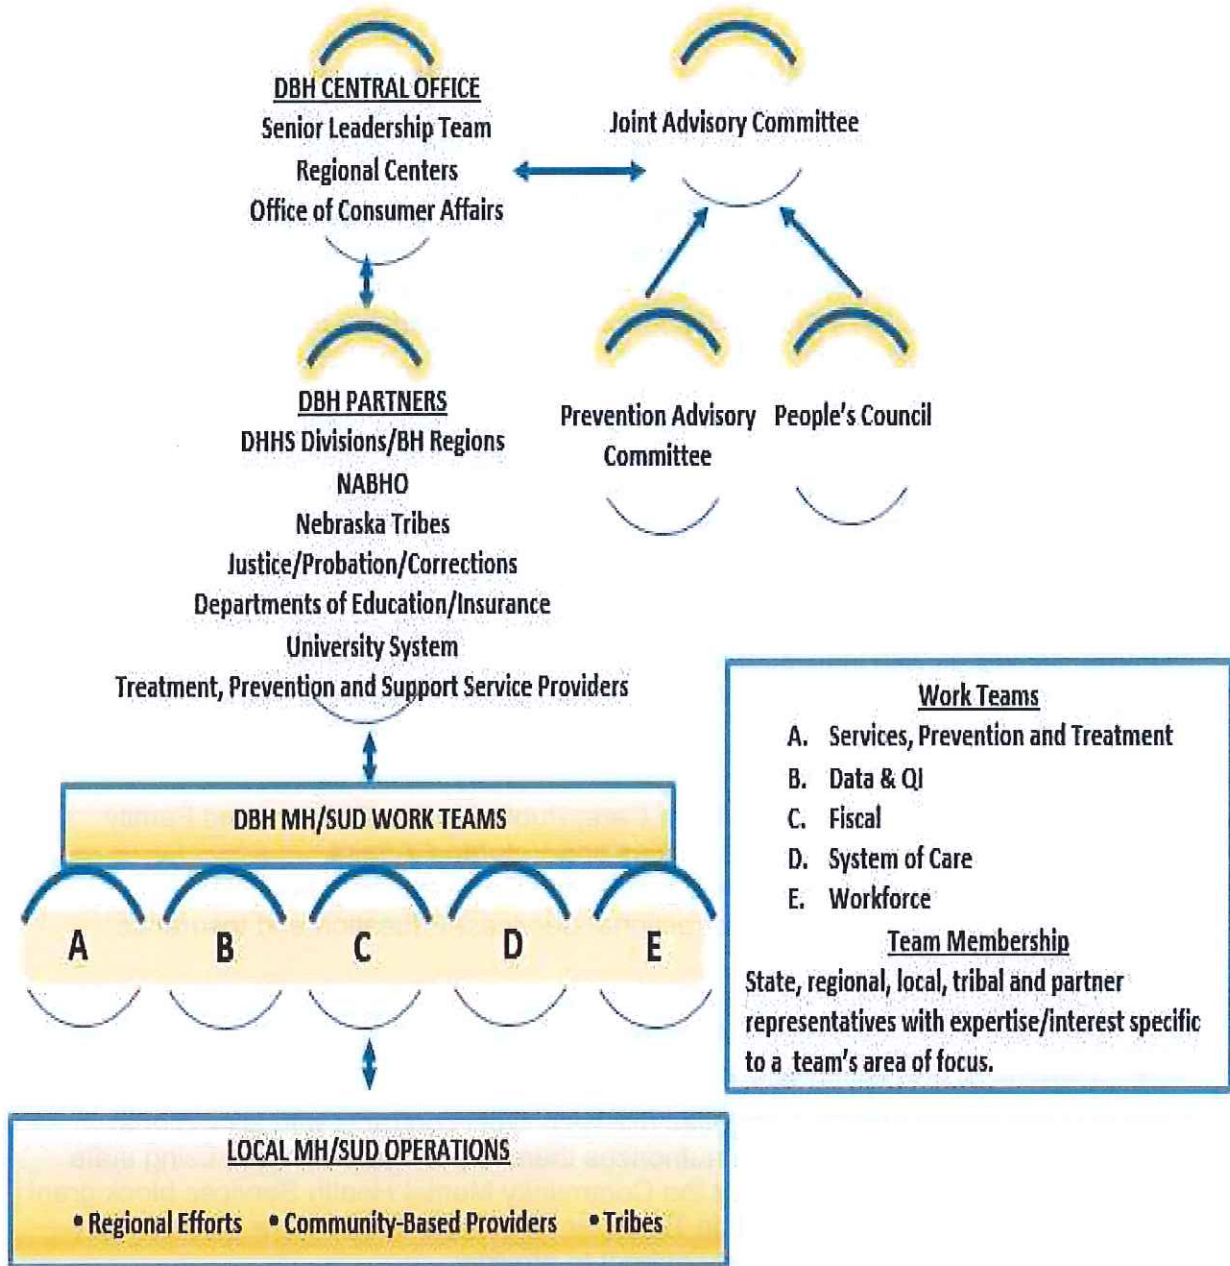 DBH CENTRAL OFFICE
Senior Leadership Team
Regional Centers
Office of Consumer Affairs
Joint Advisory Committee
DBH PARTNERS
DHHS Divisions/BH Regions
NABHO
Nebraska Tribes
Justice/Probation/Corrections
Departments of Education/Insurance
University System
Treatment, Prevention and Support Service Providers
Prevention Advisory
Committee
People's Council
DBH MH/SUD WORK TEAMS
A B C D E
Work Teams
A. Services, Prevention and Treatment
B. Data & QI
C. Fiscal
D. System of Care
E. Workforce
Team Membership
State, regional, local, tribal and partner
representatives with expertise/interest specific
to a team's area of focus.
LOCAL MH/SUD OPERATIONS
• Regional Efforts • Community-Based Providers • Tribes